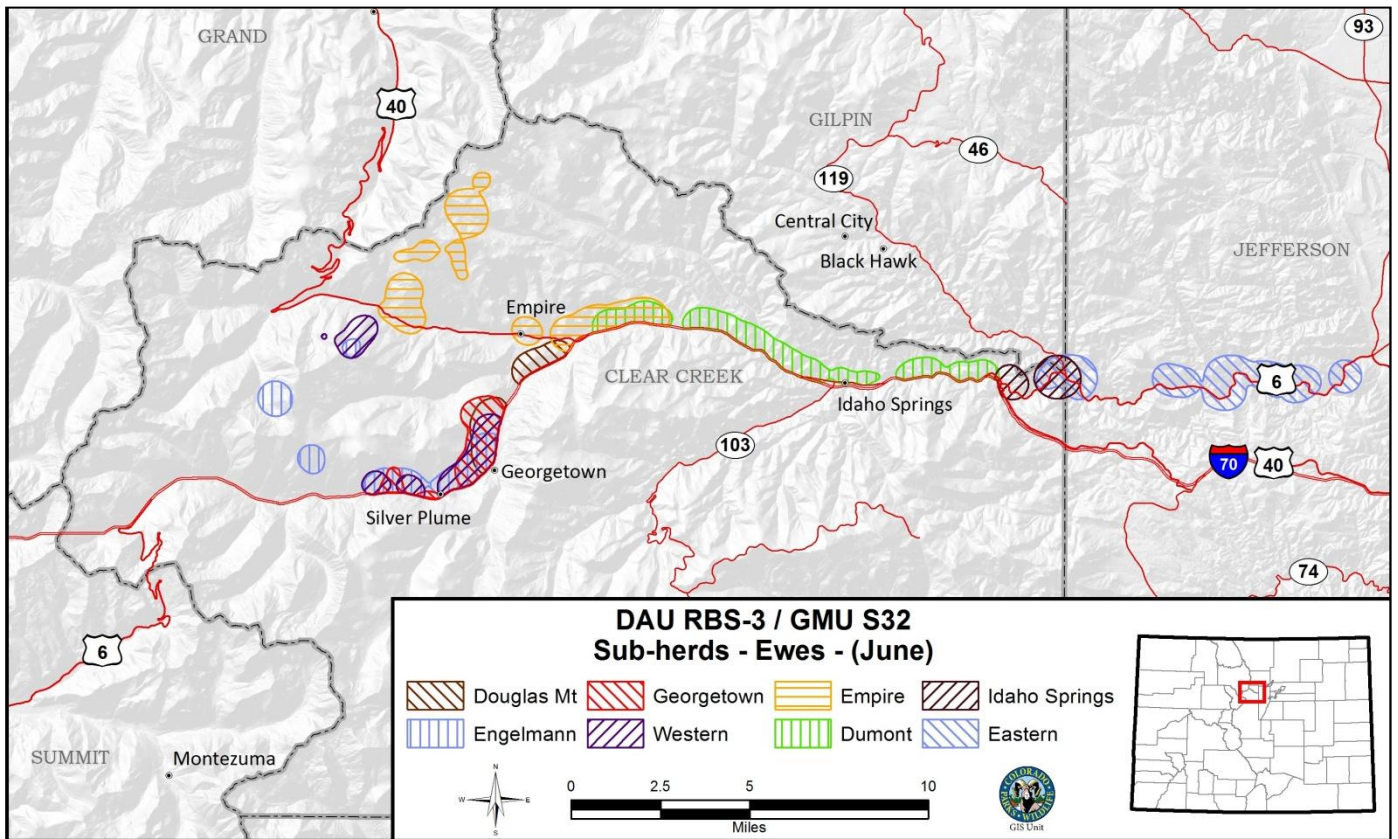 GRAND
93
40
GILPIN
46
119
Central City
Black Hawk
JEFFERSON
Empire
CLEAR CREEK
6
Idaho Springs
103
Georgetown
70
40
Silver Plume
74
6
SUMMIT
Montezuma
DAU RBS-3 / GMU S32
Sub-herds - Ewes - (June)
Douglas Mt
Georgetown
Empire
Idaho Springs
Engelmann
Western
Dumont
Eastern
N
W
E
S
0 2.5 5 10
Miles
COLORADO
PARKS & WILDLIFE
GIS Unit